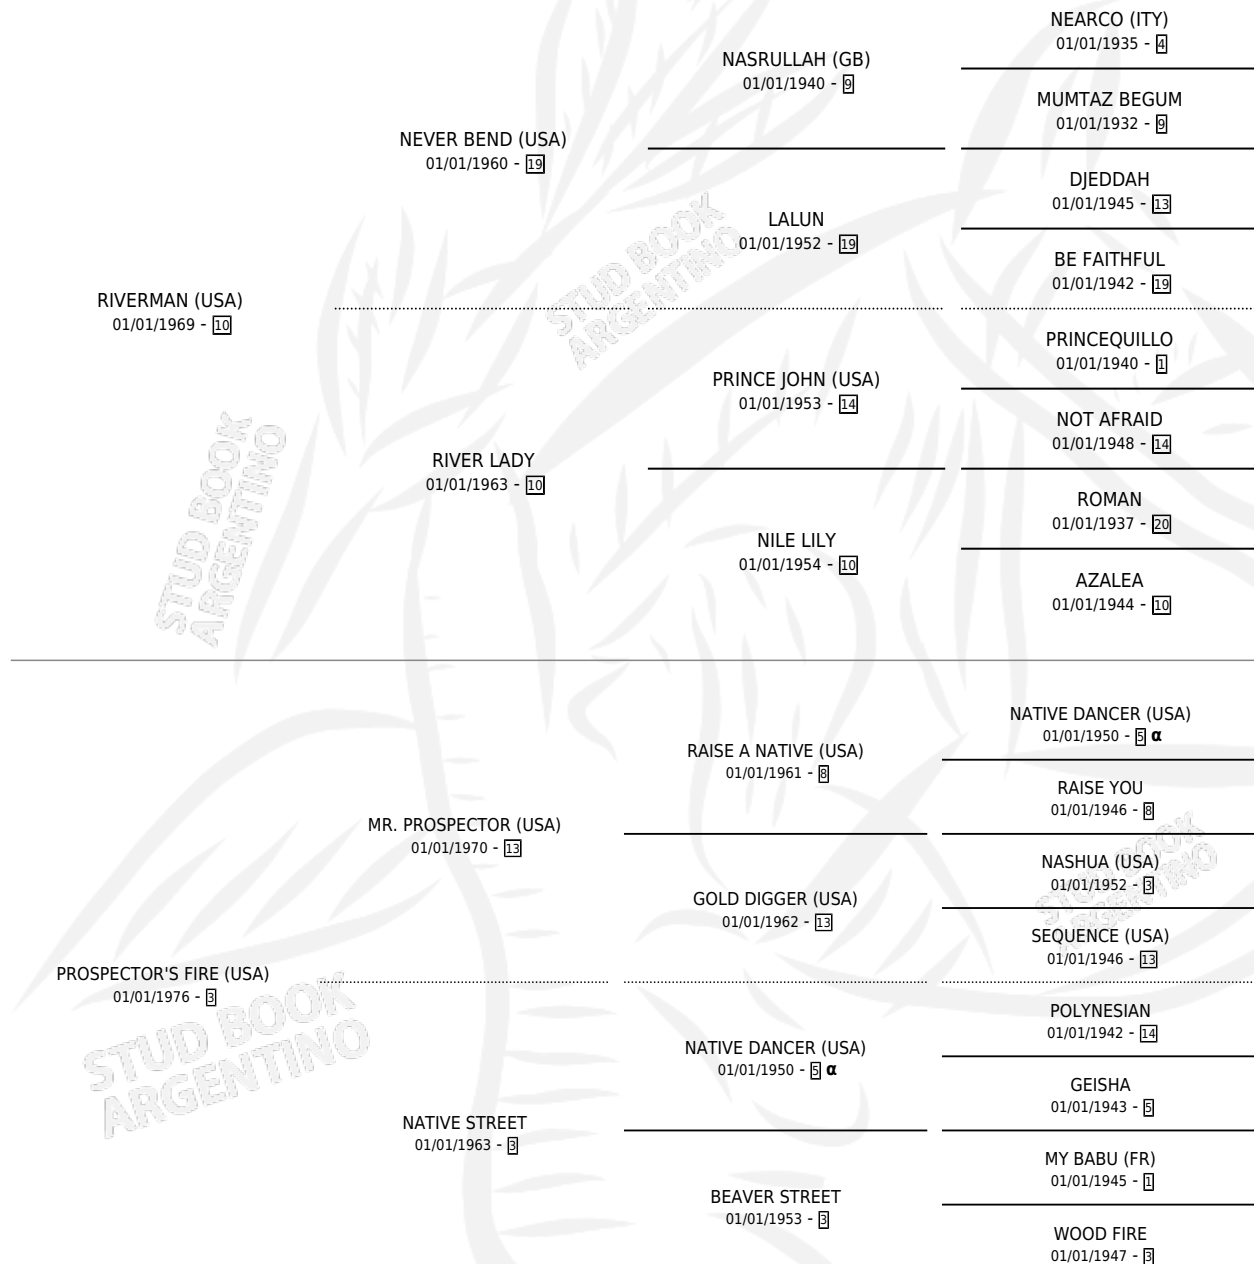 NEARCO (ITY)
01/01/1935 - 4
NASRULLAH (GB)
01/01/1940 - 9
MUMTAZ BEGUM
01/01/1932 - 9
NEVER BEND (USA)
01/01/1960 - 19
DJEDDAH
01/01/1945 - 13
LALUN
01/01/1952 - 19
BE FAITHFUL
01/01/1942 - 19
RIVERMAN (USA)
01/01/1969 - 10
PRINCEQUILLO
01/01/1940 - 1
PRINCE JOHN (USA)
01/01/1953 - 14
NOT AFRAID
01/01/1948 - 14
RIVER LADY
01/01/1963 - 10
ROMAN
01/01/1937 - 20
NILE LILY
01/01/1954 - 10
AZALEA
01/01/1944 - 10
STUD BOOK
ARGENTINO
STUD BOOK
ARGENTINO
NATIVE DANCER (USA)
01/01/1950 - 5 α
RAISE A NATIVE (USA)
01/01/1961 - 8
RAISE YOU
01/01/1946 - 8
MR. PROSPECTOR (USA)
01/01/1970 - 13
NASHUA (USA)
01/01/1952 - 3
GOLD DIGGER (USA)
01/01/1962 - 13
SEQUENCE (USA)
01/01/1946 - 13
PROSPECTOR'S FIRE (USA)
01/01/1976 - 3
POLYNESIAN
01/01/1942 - 14
NATIVE DANCER (USA)
01/01/1950 - 5 α
GEISHA
01/01/1943 - 5
NATIVE STREET
01/01/1963 - 3
MY BABU (FR)
01/01/1945 - 1
BEAVER STREET
01/01/1953 - 3
WOOD FIRE
01/01/1947 - 3
STUD BOOK
ARGENTINO
STUD BOOK
ARGENTINO